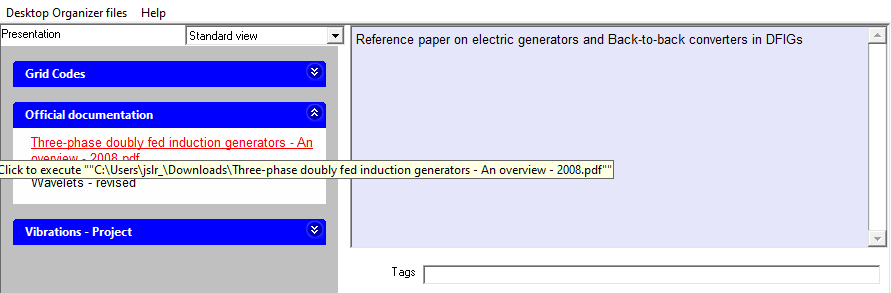 Desktop Organizer files Help
Presentation
Standard view
Grid Codes
Official documentation
Three-phase doubly fed induction generators - An
overview - 2008.pdf
Click to execute ""C:\Users\jslr_\Downloads\Three-phase doubly fed induction generators - An overview - 2008.pdf""
Wavelets - revised
Vibrations - Project
Reference paper on electric generators and Back-to-back converters in DFIGs
Tags